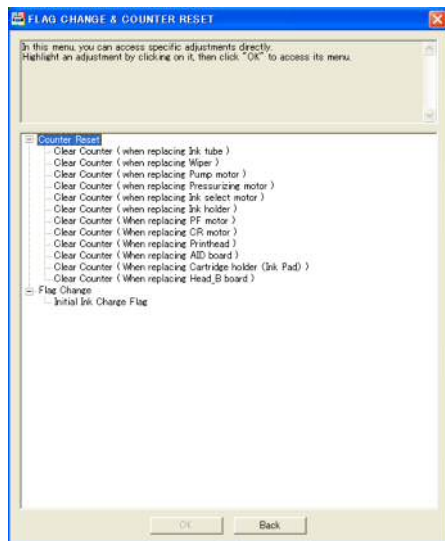 FLAG CHANGE & COUNTER RESET
In this menu, you can access specific adjustments directly.
Highlight an adjustment by clicking on it, then click "OK" to access its menu.
Counter Reset
Clear Counter ( when replacing Ink tube )
Clear Counter ( when replacing Wiper )
Clear Counter ( when replacing Pump motor )
Clear Counter ( when replacing Pressurizing motor )
Clear Counter ( when replacing Ink select motor )
Clear Counter ( when replacing Ink holder )
Clear Counter ( When replacing PF motor )
Clear Counter ( When replacing CR motor )
Clear Counter ( When replacing Printhead )
Clear Counter ( When replacing AID board )
Clear Counter ( When replacing Cartridge holder (Ink Pad) )
Clear Counter ( When replacing Head_B board )
Flag Change
Initial Ink Charge Flag
OK
Back